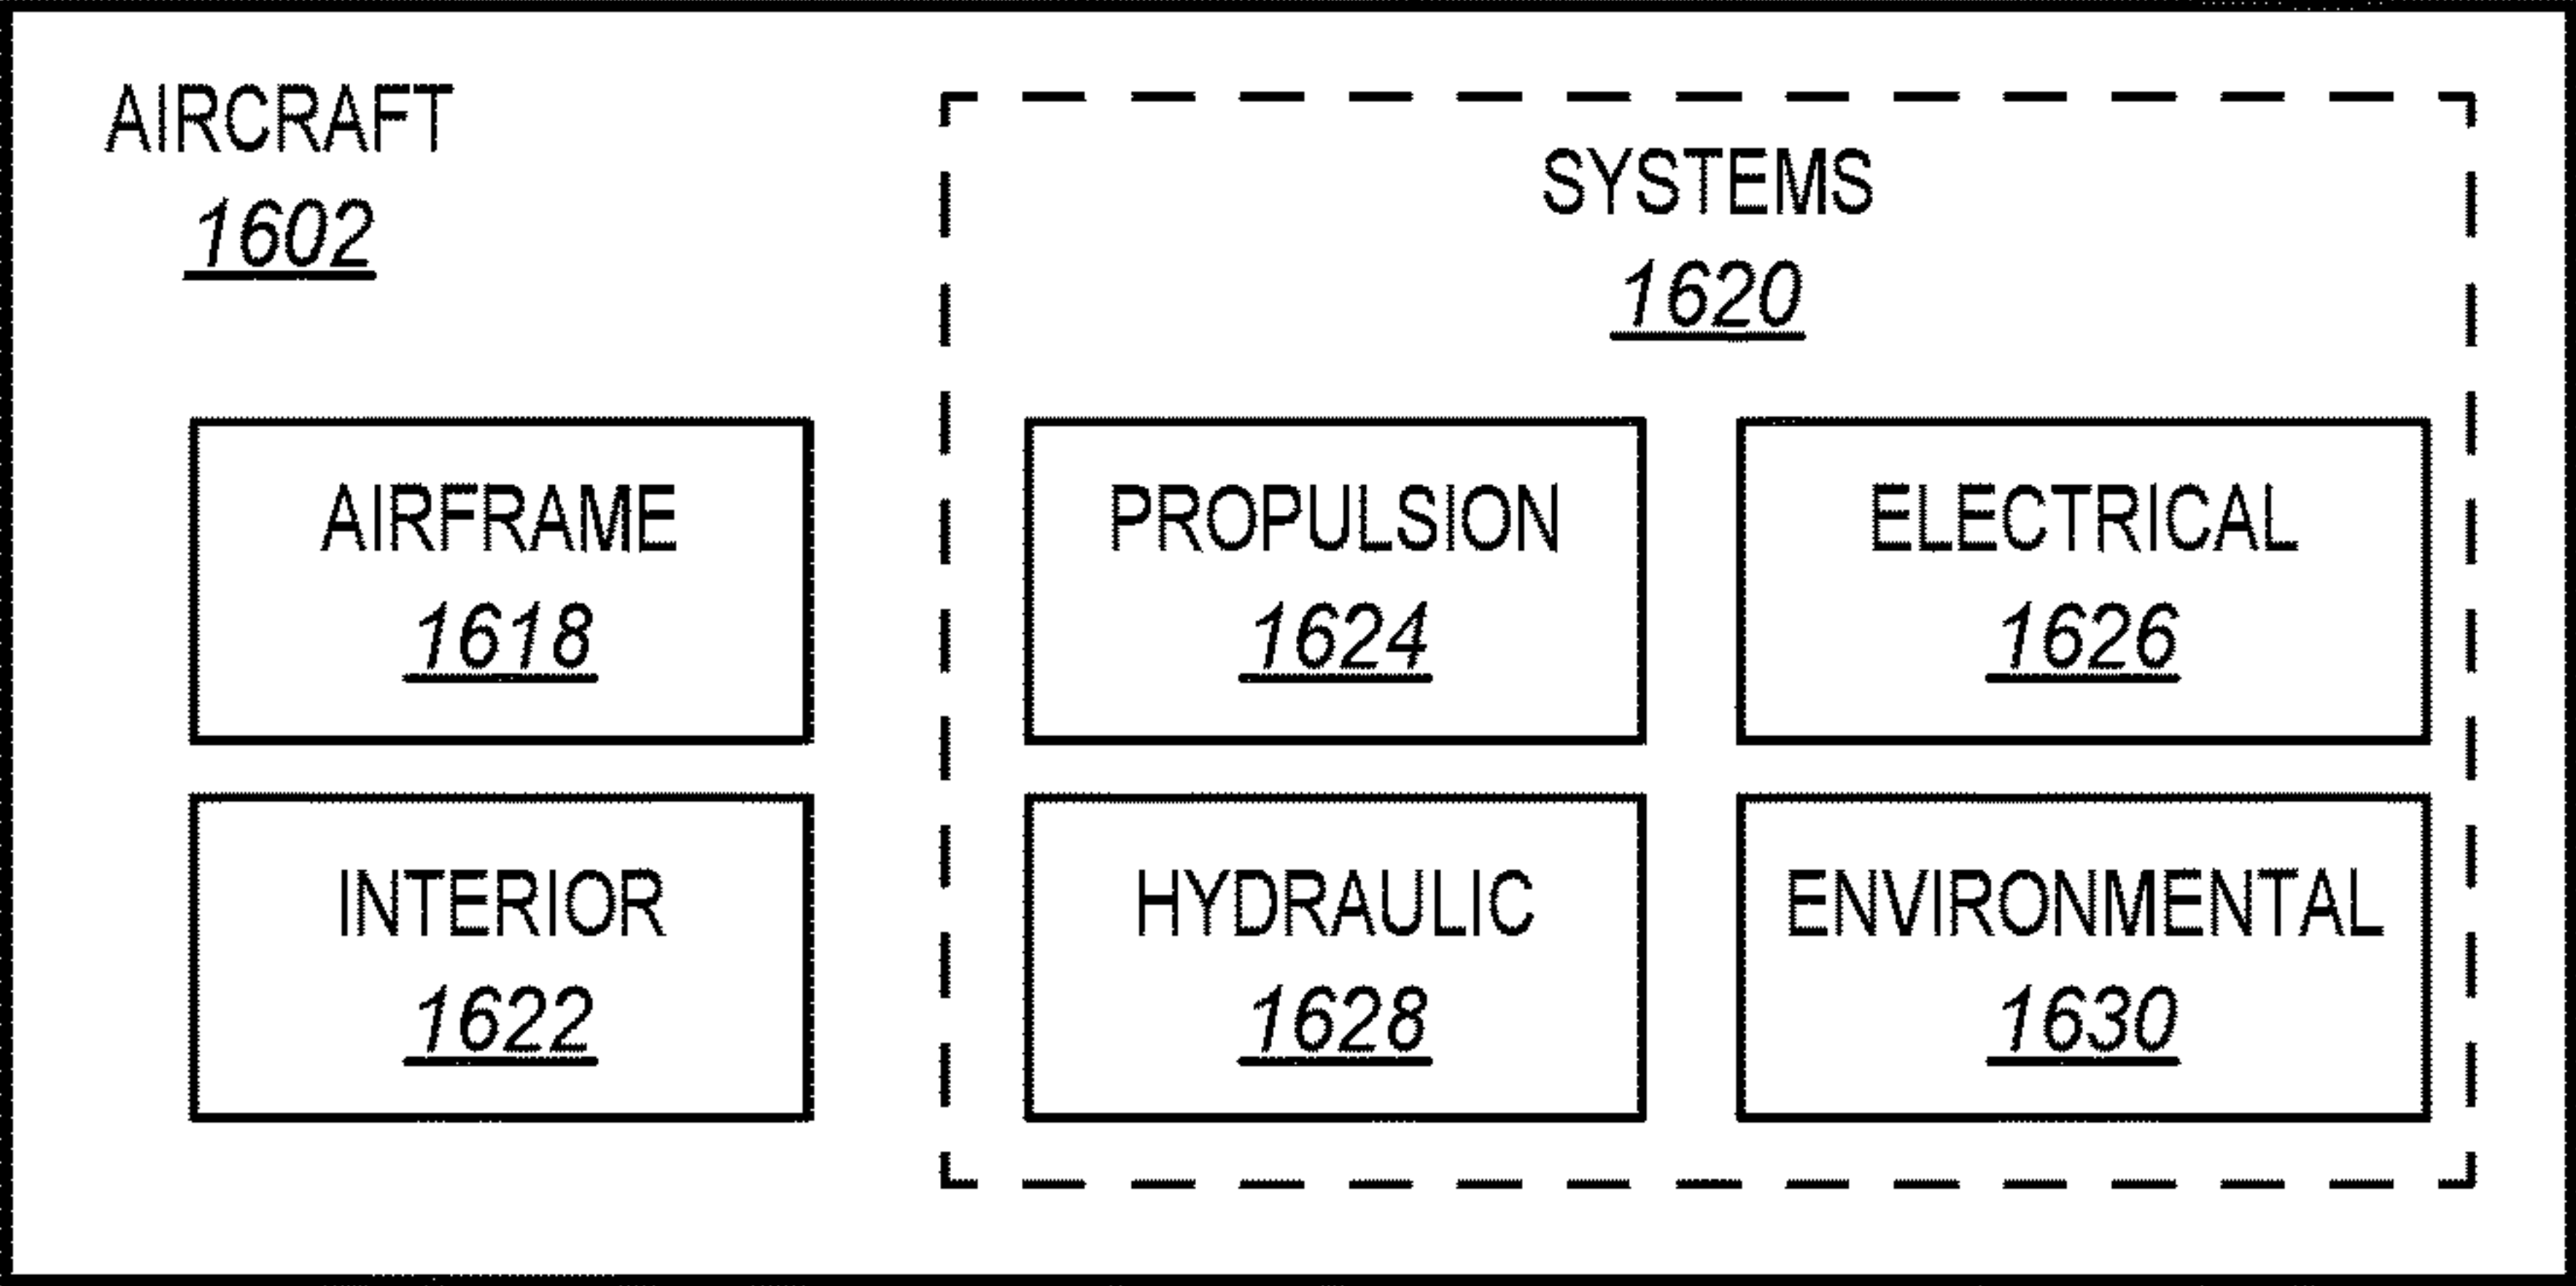 AIRCRAFT
1602
SYSTEMS
1620
AIRFRAME
1618
PROPULSION
1624
ELECTRICAL
1626
INTERIOR
1622
HYDRAULIC
1628
ENVIRONMENTAL
1630